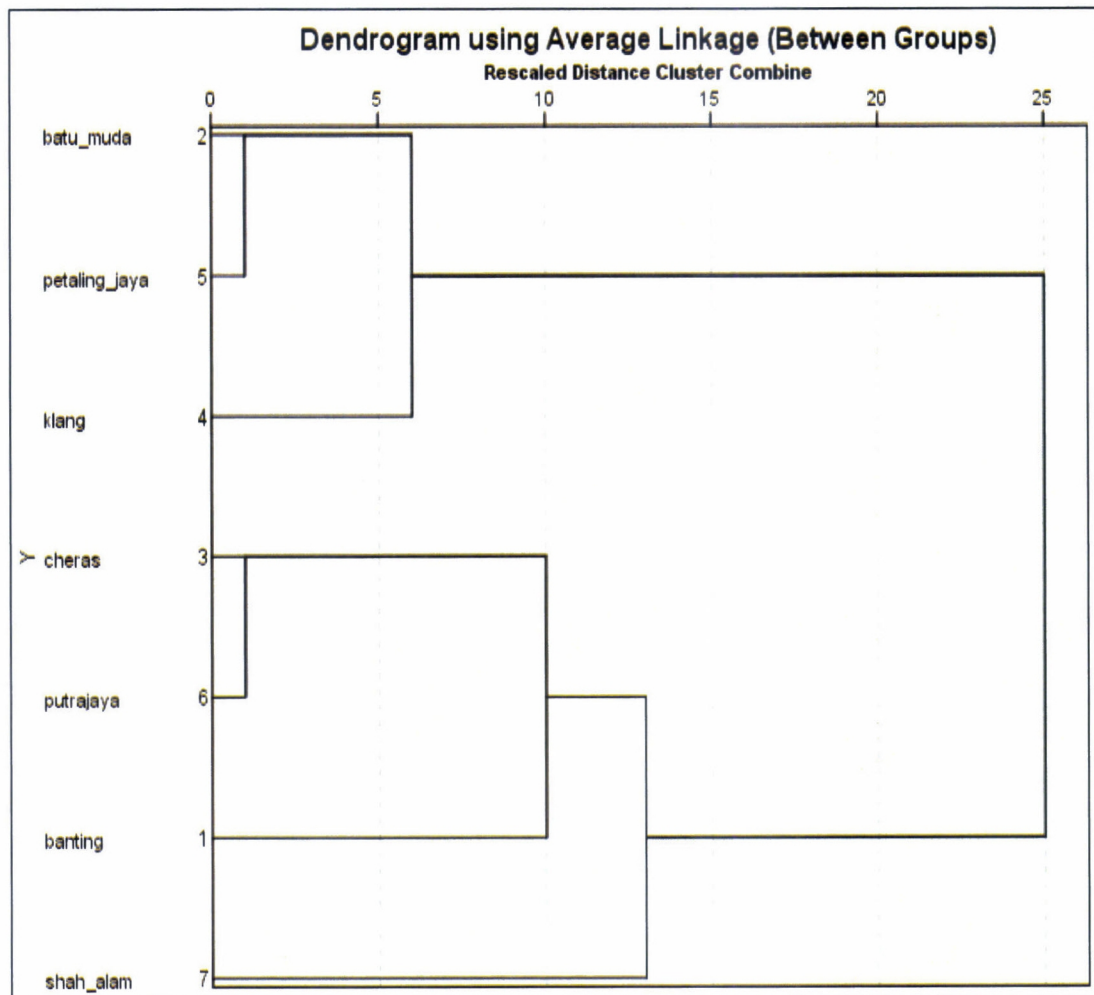 Dendrogram using Average Linkage (Between Groups)
Rescaled Distance Cluster Combine
0 5 10 15 20 25
batu_muda 2
petaling_jaya 5
klang 4
Y
cheras 3
putrajaya 6
banting 1
shah_alam 7